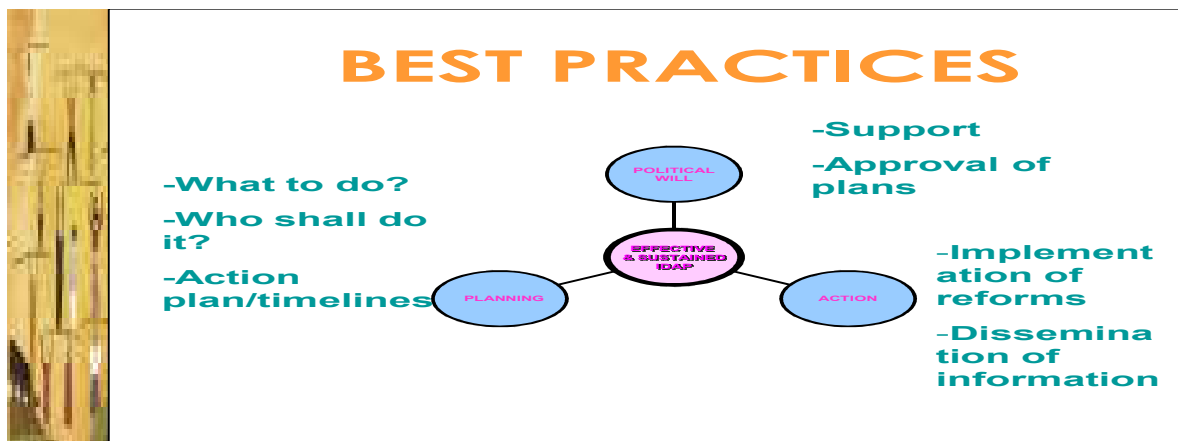 BEST PRACTICES
-Support
-Approval of
plans
POLITICAL
WILL
-What to do?
-Who shall do
it?
-Action
plan/timelines
EFFECTIVE
& SUSTAINED
IDAP
PLANNING
ACTION
-Implement
ation of
reforms
-Dissemina
tion of
information